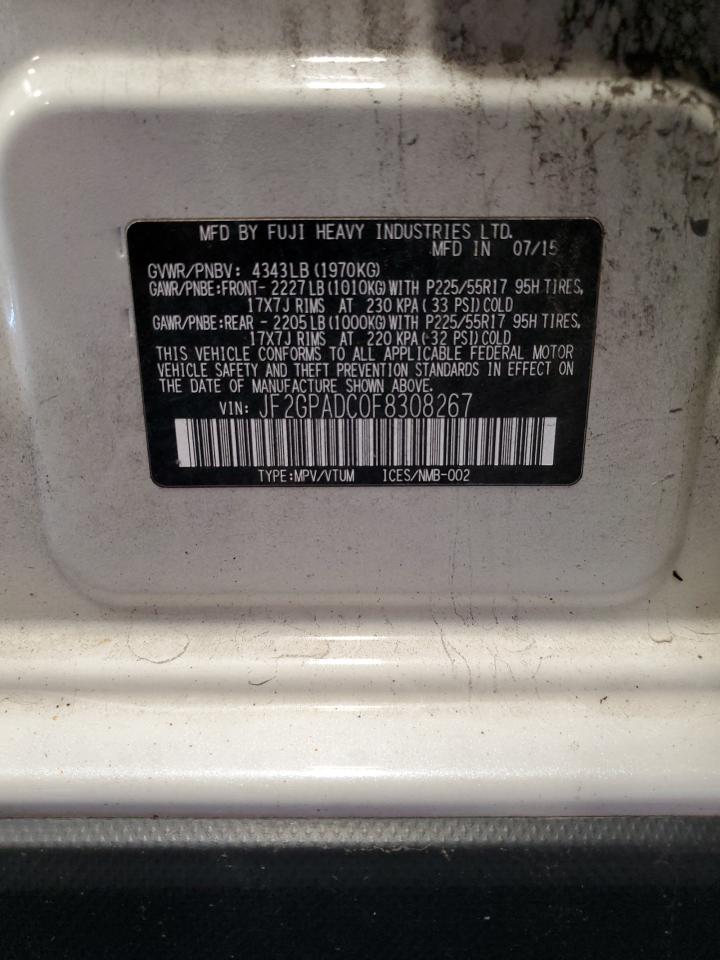 MFD BY FUJI HEAVY INDUSTRIES LTD.
MFD IN 07/15
GVWR/PNBV: 4343LB (1970KG)
GAWR/PNBE:FRONT- 2227 LB (1010KG) WITH P225/55R17 95H TIRES,
17X7J RIMS AT 230 KPA ( 33 PSI) COLD
GAWR/PNBE:REAR - 2205 LB (1000KG) WITH P225/55R17 95H TIRES,
17X7J RIMS AT 220 KPA ( 32 PSI) COLD
THIS VEHICLE CONFORMS TO ALL APPLICABLE FEDERAL MOTOR
VEHICLE SAFETY AND THEFT PREVENTION STANDARDS IN EFFECT ON
THE DATE OF MANUFACTURE SHOWN ABOVE.
VIN: JF2GPADC0F8308267
TYPE:MPV/VTUM ICES/NMB-002